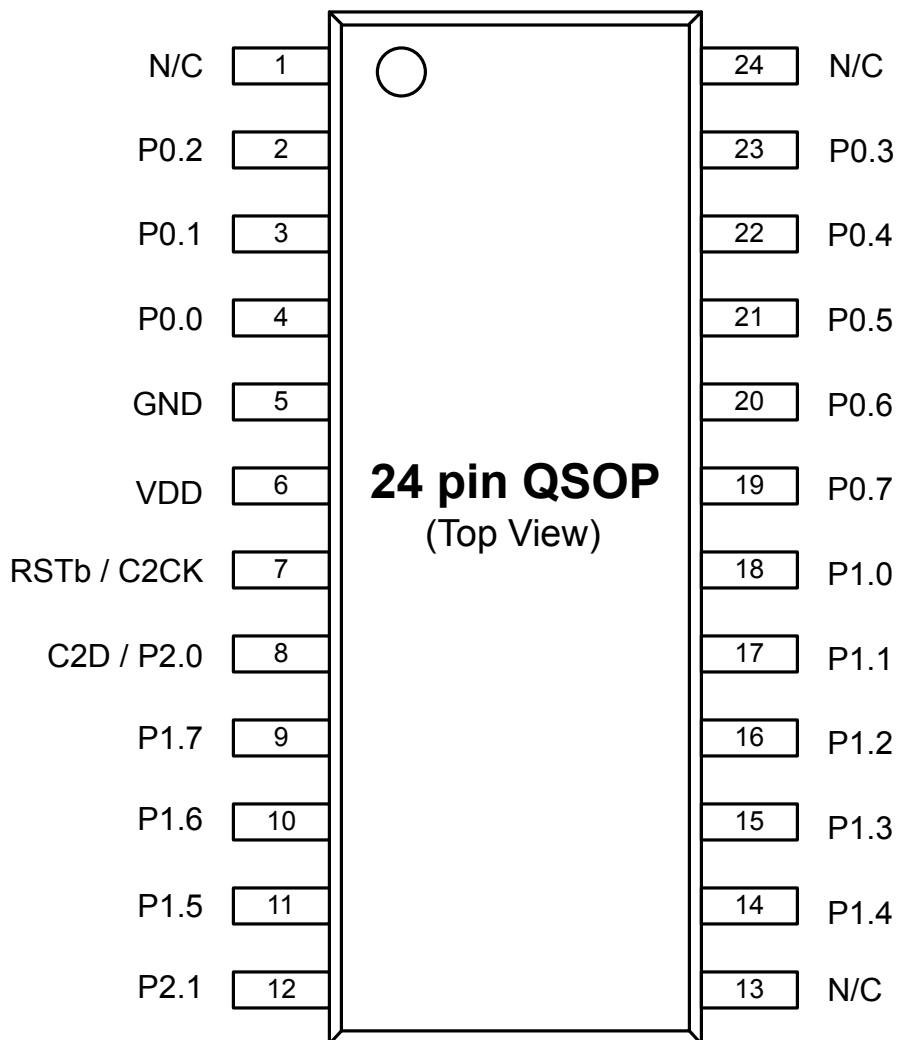 N/C 1 24 N/C
P0.2 2 23 P0.3
P0.1 3 22 P0.4
P0.0 4 21 P0.5
GND 5 20 P0.6
VDD 6 19 P0.7
24 pin QSOP
(Top View)
RSTb / C2CK 7 18 P1.0
C2D / P2.0 8 17 P1.1
P1.7 9 16 P1.2
P1.6 10 15 P1.3
P1.5 11 14 P1.4
P2.1 12 13 N/C